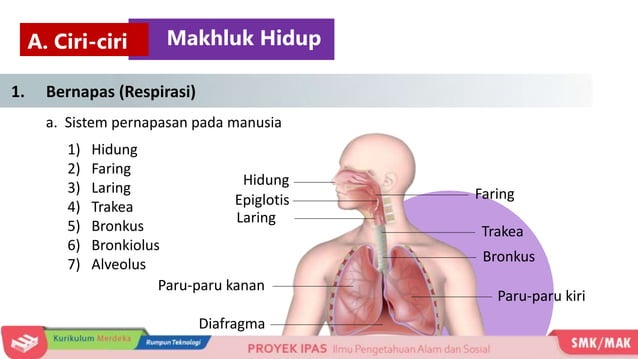 A. Ciri-ciri
Makhluk Hidup
1. Bernapas (Respirasi)
a. Sistem pernapasan pada manusia
1) Hidung
2) Faring
3) Laring
4) Trakea
5) Bronkus
6) Bronkiolus
7) Alveolus
Hidung
Epiglotis
Laring
Paru-paru kanan
Diafragma
Faring
Trakea
Bronkus
Paru-paru kiri
Kurikulum Merdeka
Rumpun Teknologi
PROYEK IPAS Ilmu Pengetahuan Alam dan Sosial
SMK/MAK